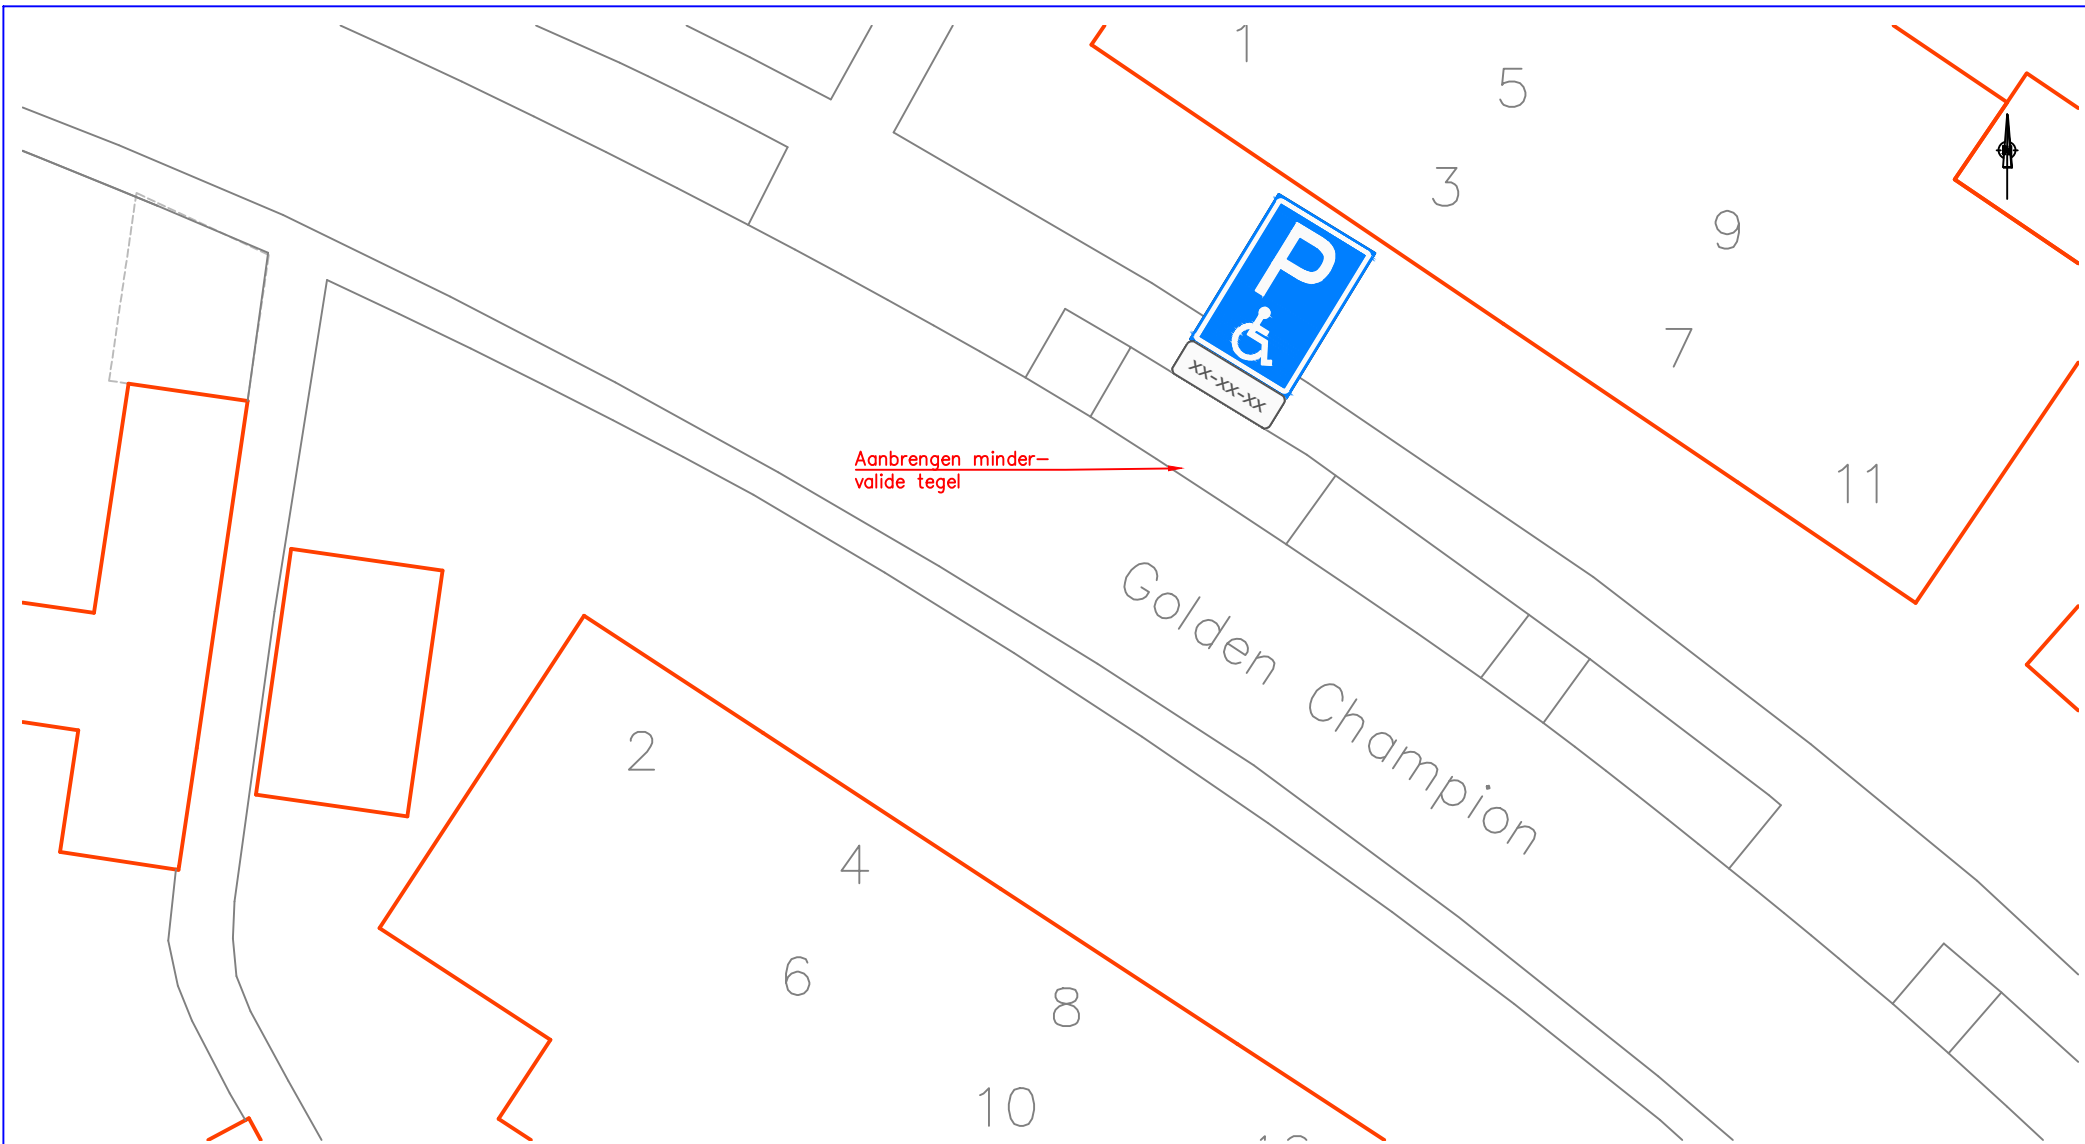 1
5
3
9
P
7
xx-xx-xx
Aanbrengen minder-
valide tegel
11
Golden Champion
2
4
6
8
10